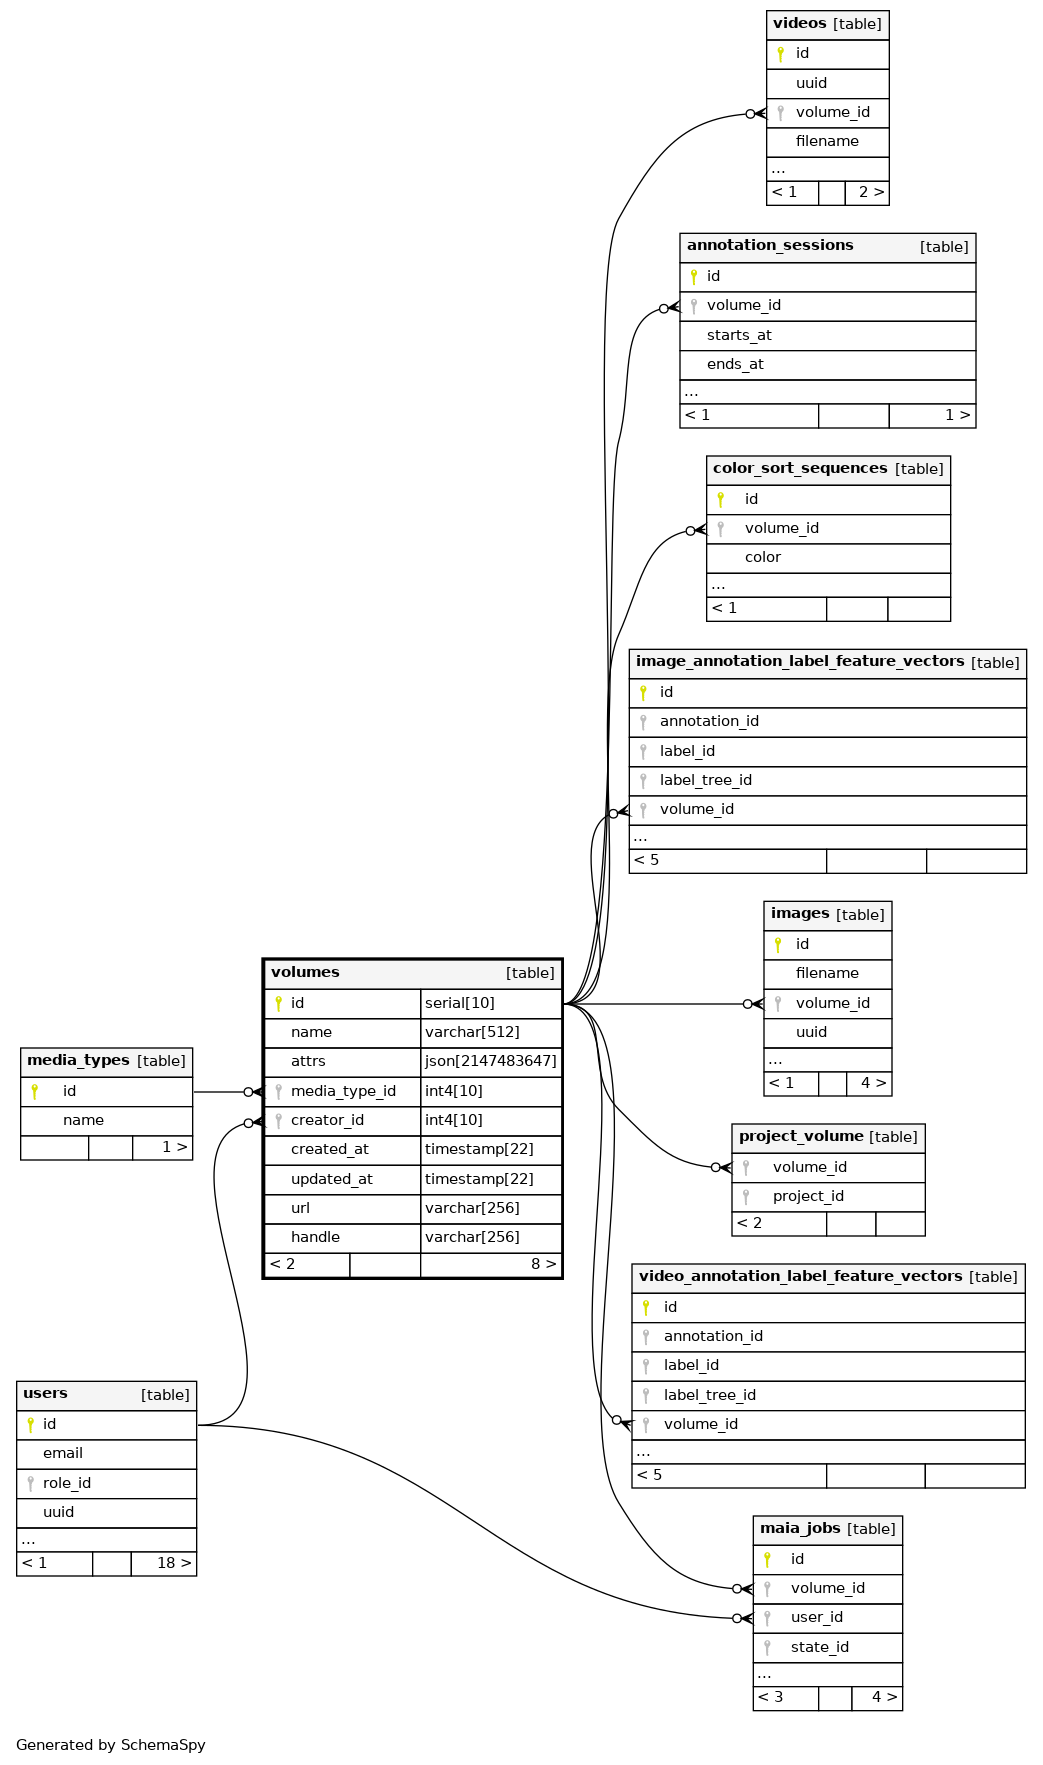 videos [table]
id
uuid
volume_id
filename
...
< 1 2 >
annotation_sessions [table]
id
volume_id
starts_at
ends_at
...
< 1 1 >
color_sort_sequences [table]
id
volume_id
color
...
< 1
image_annotation_label_feature_vectors [table]
id
annotation_id
label_id
label_tree_id
volume_id
...
< 5
images [table]
id
filename
volume_id
uuid
...
< 1 4 >
volumes [table]
id serial[10]
name varchar[512]
attrs json[2147483647]
media_type_id int4[10]
creator_id int4[10]
created_at timestamp[22]
updated_at timestamp[22]
url varchar[256]
handle varchar[256]
< 2 8 >
media_types [table]
id
name
1 >
project_volume [table]
volume_id
project_id
< 2
video_annotation_label_feature_vectors [table]
id
annotation_id
label_id
label_tree_id
volume_id
...
< 5
users [table]
id
email
role_id
uuid
...
< 1 18 >
maia_jobs [table]
id
volume_id
user_id
state_id
...
< 3 4 >
Generated by SchemaSpy